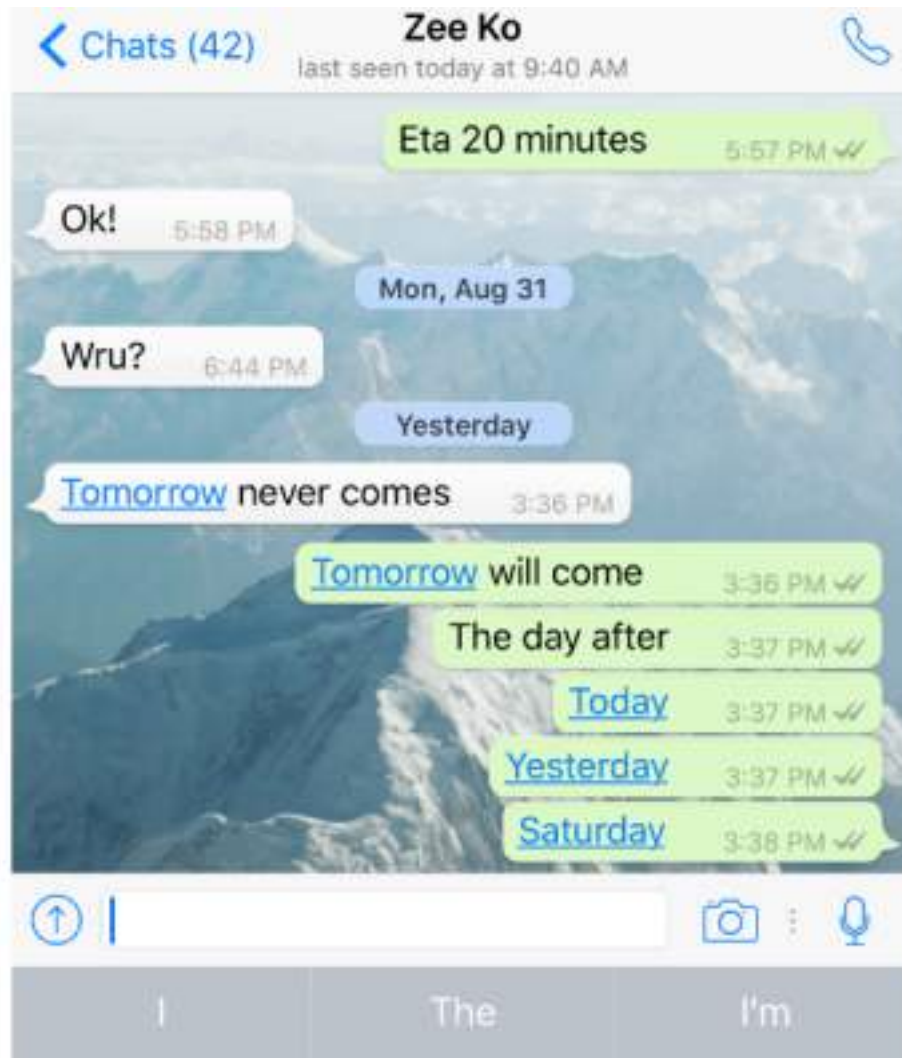 Chats (42)
Zee Ko
last seen today at 9:40 AM
Eta 20 minutes 5:57 PM
Ok! 5:58 PM
Mon, Aug 31
Wru? 6:44 PM
Yesterday
Tomorrow never comes 3:36 PM
Tomorrow will come 3:36 PM
The day after 3:37 PM
Today 3:37 PM
Yesterday 3:37 PM
Saturday 3:38 PM
I The I'm